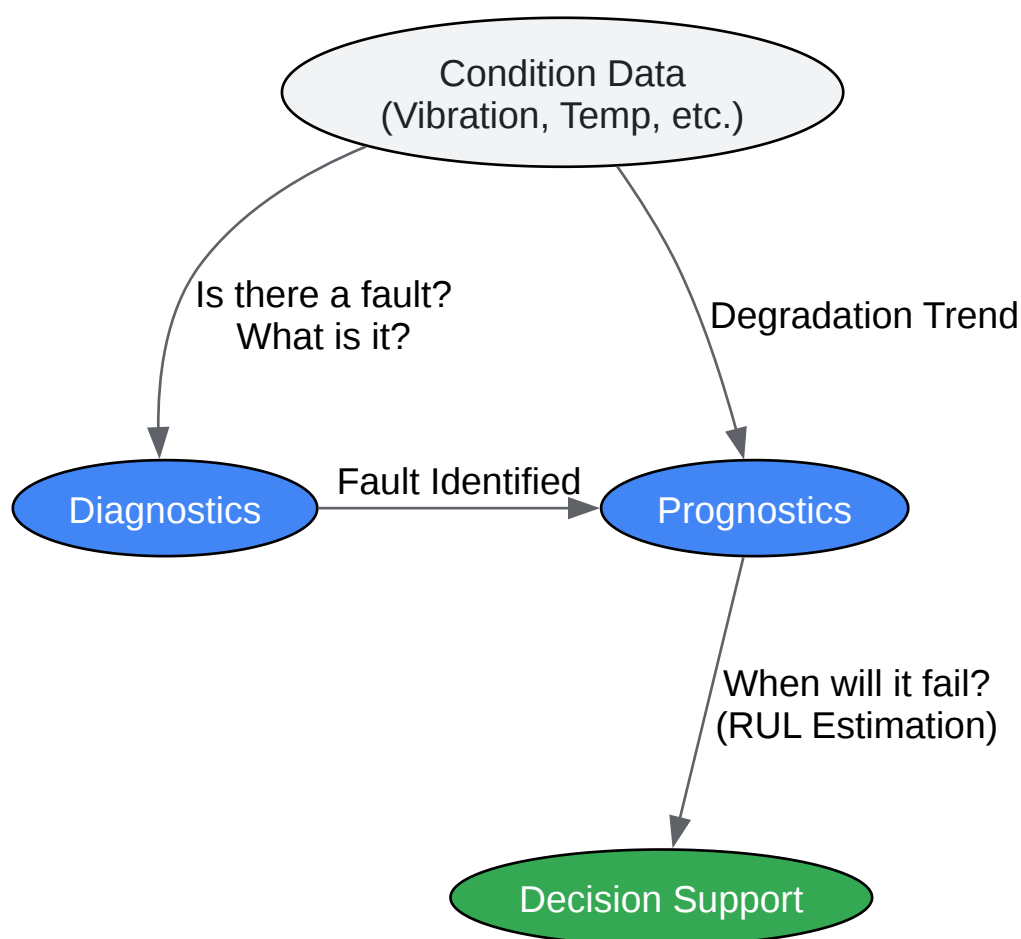 Condition Data
(Vibration, Temp, etc.)
Is there a fault?
What is it?
Degradation Trend
Diagnostics
Fault Identified
Prognostics
When will it fail?
(RUL Estimation)
Decision Support